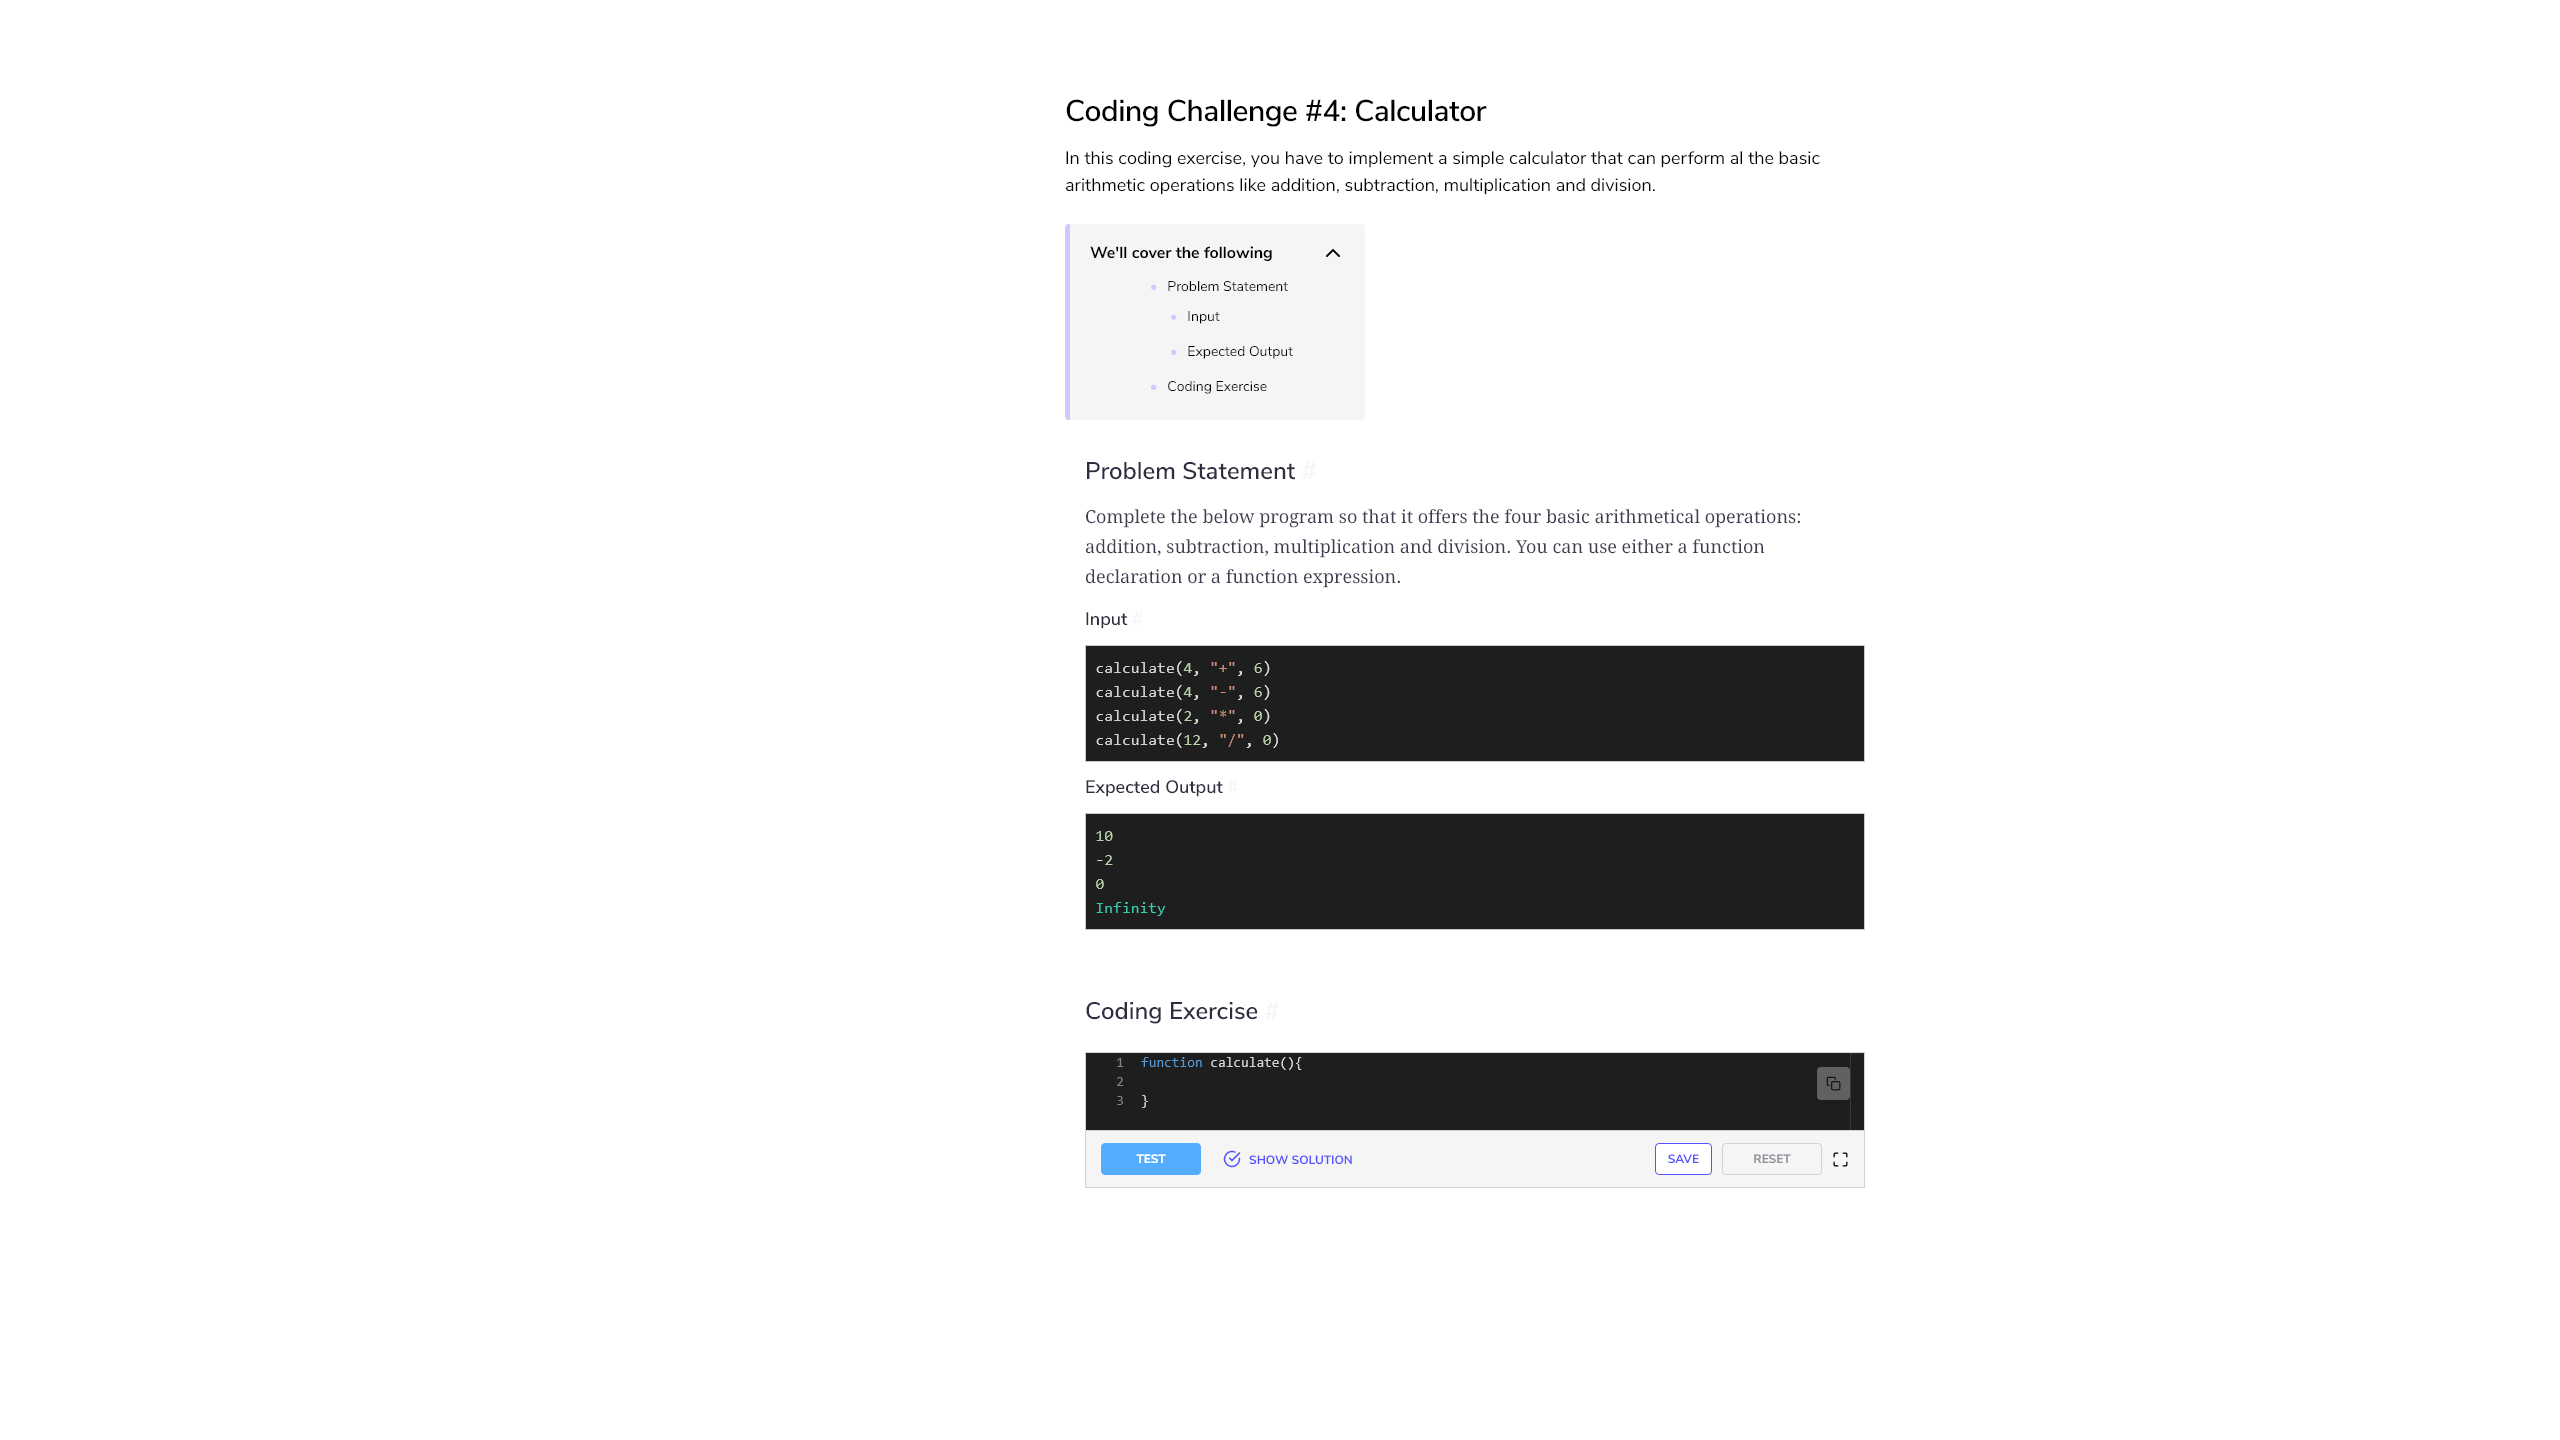 Coding Challenge #4: Calculator
In this coding exercise, you have to implement a simple calculator that can perform al the basic
arithmetic operations like addition, subtraction, multiplication and division.
We'll cover the following
Problem Statement
Input
Expected Output
Coding Exercise
Problem Statement #
Complete the below program so that it offers the four basic arithmetical operations:
addition, subtraction, multiplication and division. You can use either a function
declaration or a function expression.
Input #
calculate(4, "+", 6)
calculate(4, "-", 6)
calculate(2, "*", 0)
calculate(12, "/", 0)
Expected Output #
10
-2
0
Infinity
Coding Exercise #
1 function calculate(){
2
3 }
TEST SHOW SOLUTION SAVE RESET